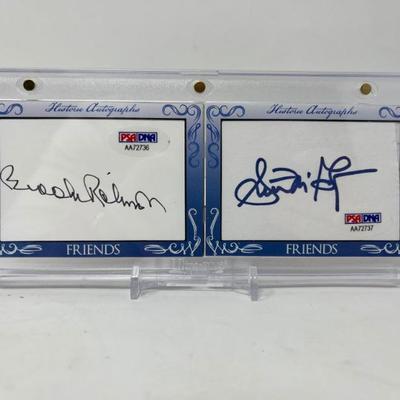 Historic Autographs
PSA DNA
AA72736
Brooks Robinson
FRIENDS
Historic Autographs
PSA DNA
AA72737
FRIENDS